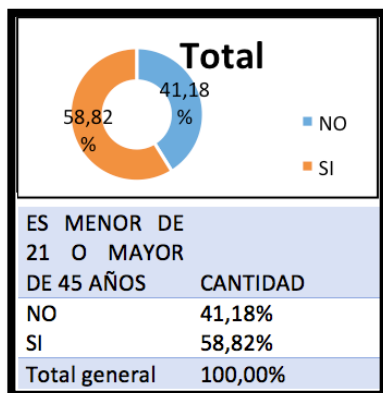 Total
41,18
%
58,82
%
NO
SI
ES MENOR DE
21 O MAYOR
DE 45 AÑOS CANTIDAD
NO 41,18%
SI 58,82%
Total general 100,00%